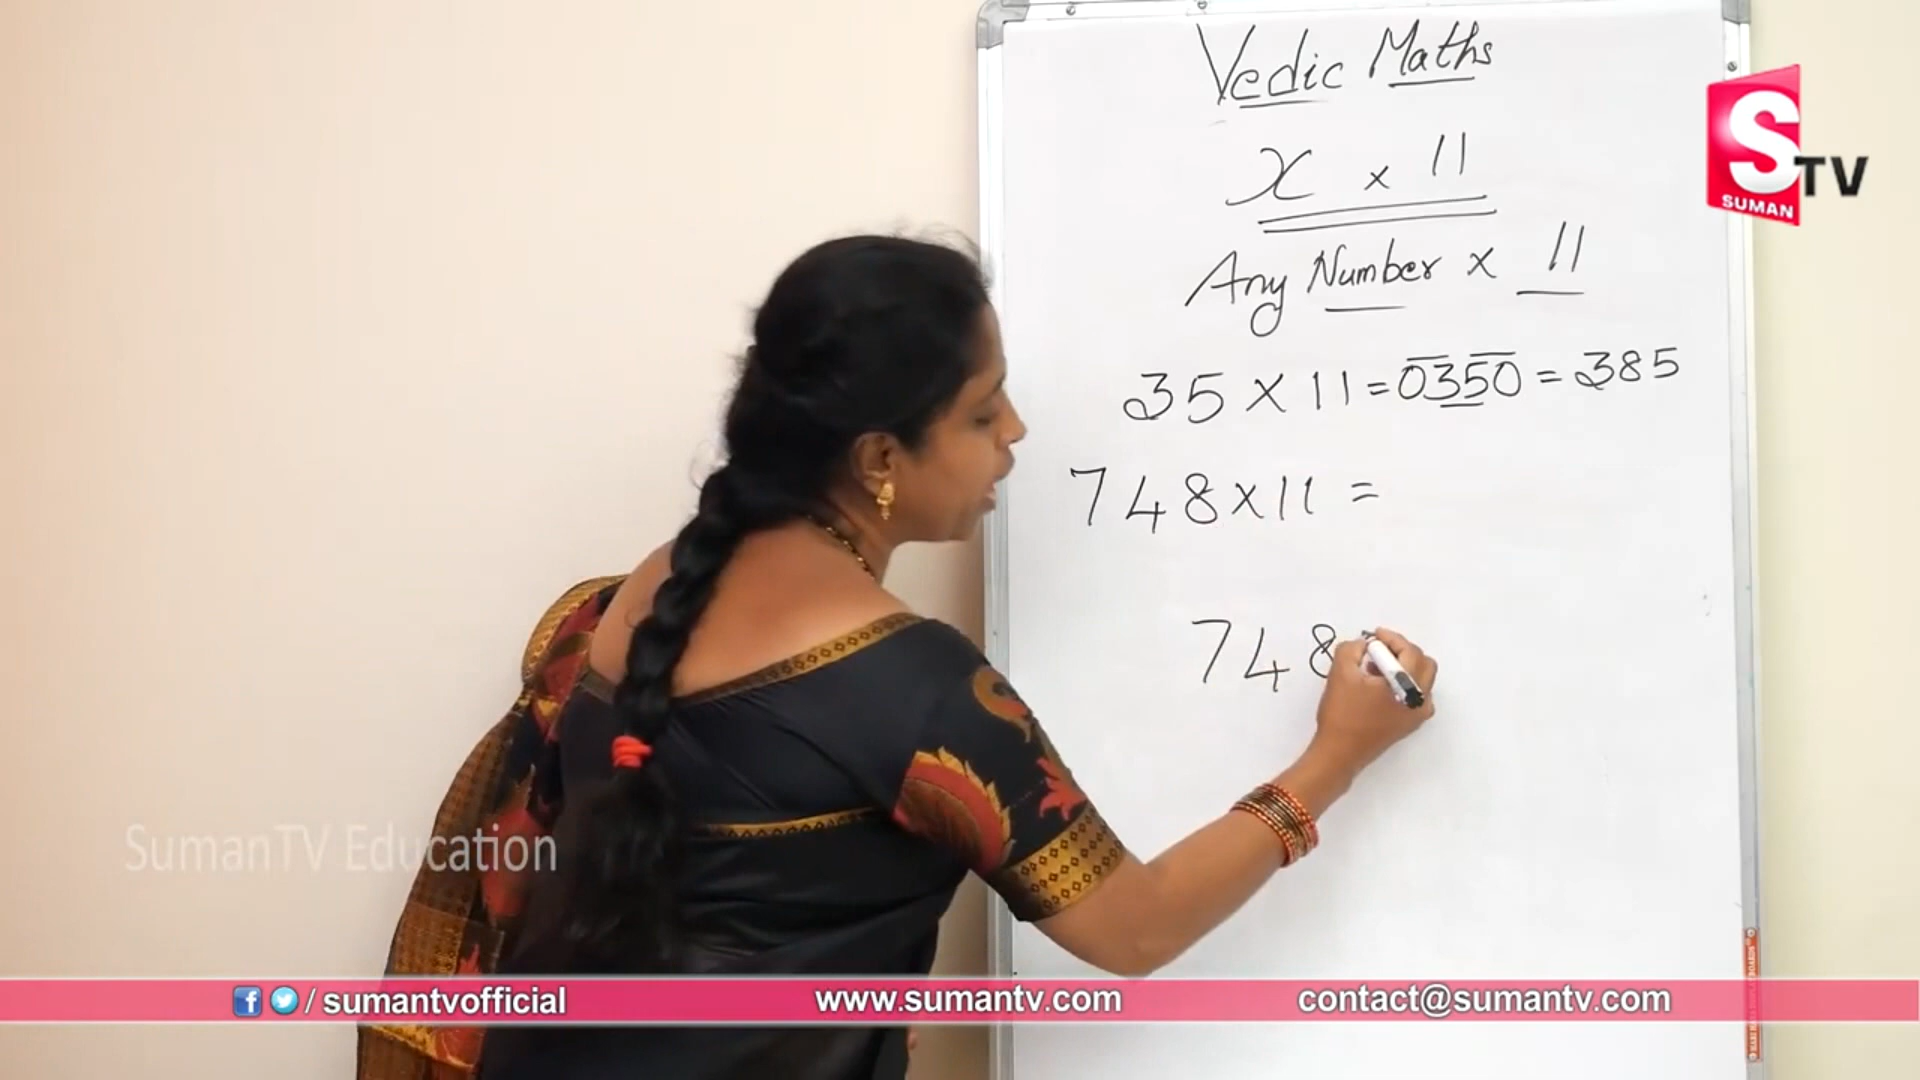 Vedic Maths
x × 11
Any Number × 11
35 × 11 = 0350 = 385
748 × 11 =
748
S TV
SUMAN
SumanTV Education
/ sumantvofficial
www.sumantv.com
contact@sumantv.com